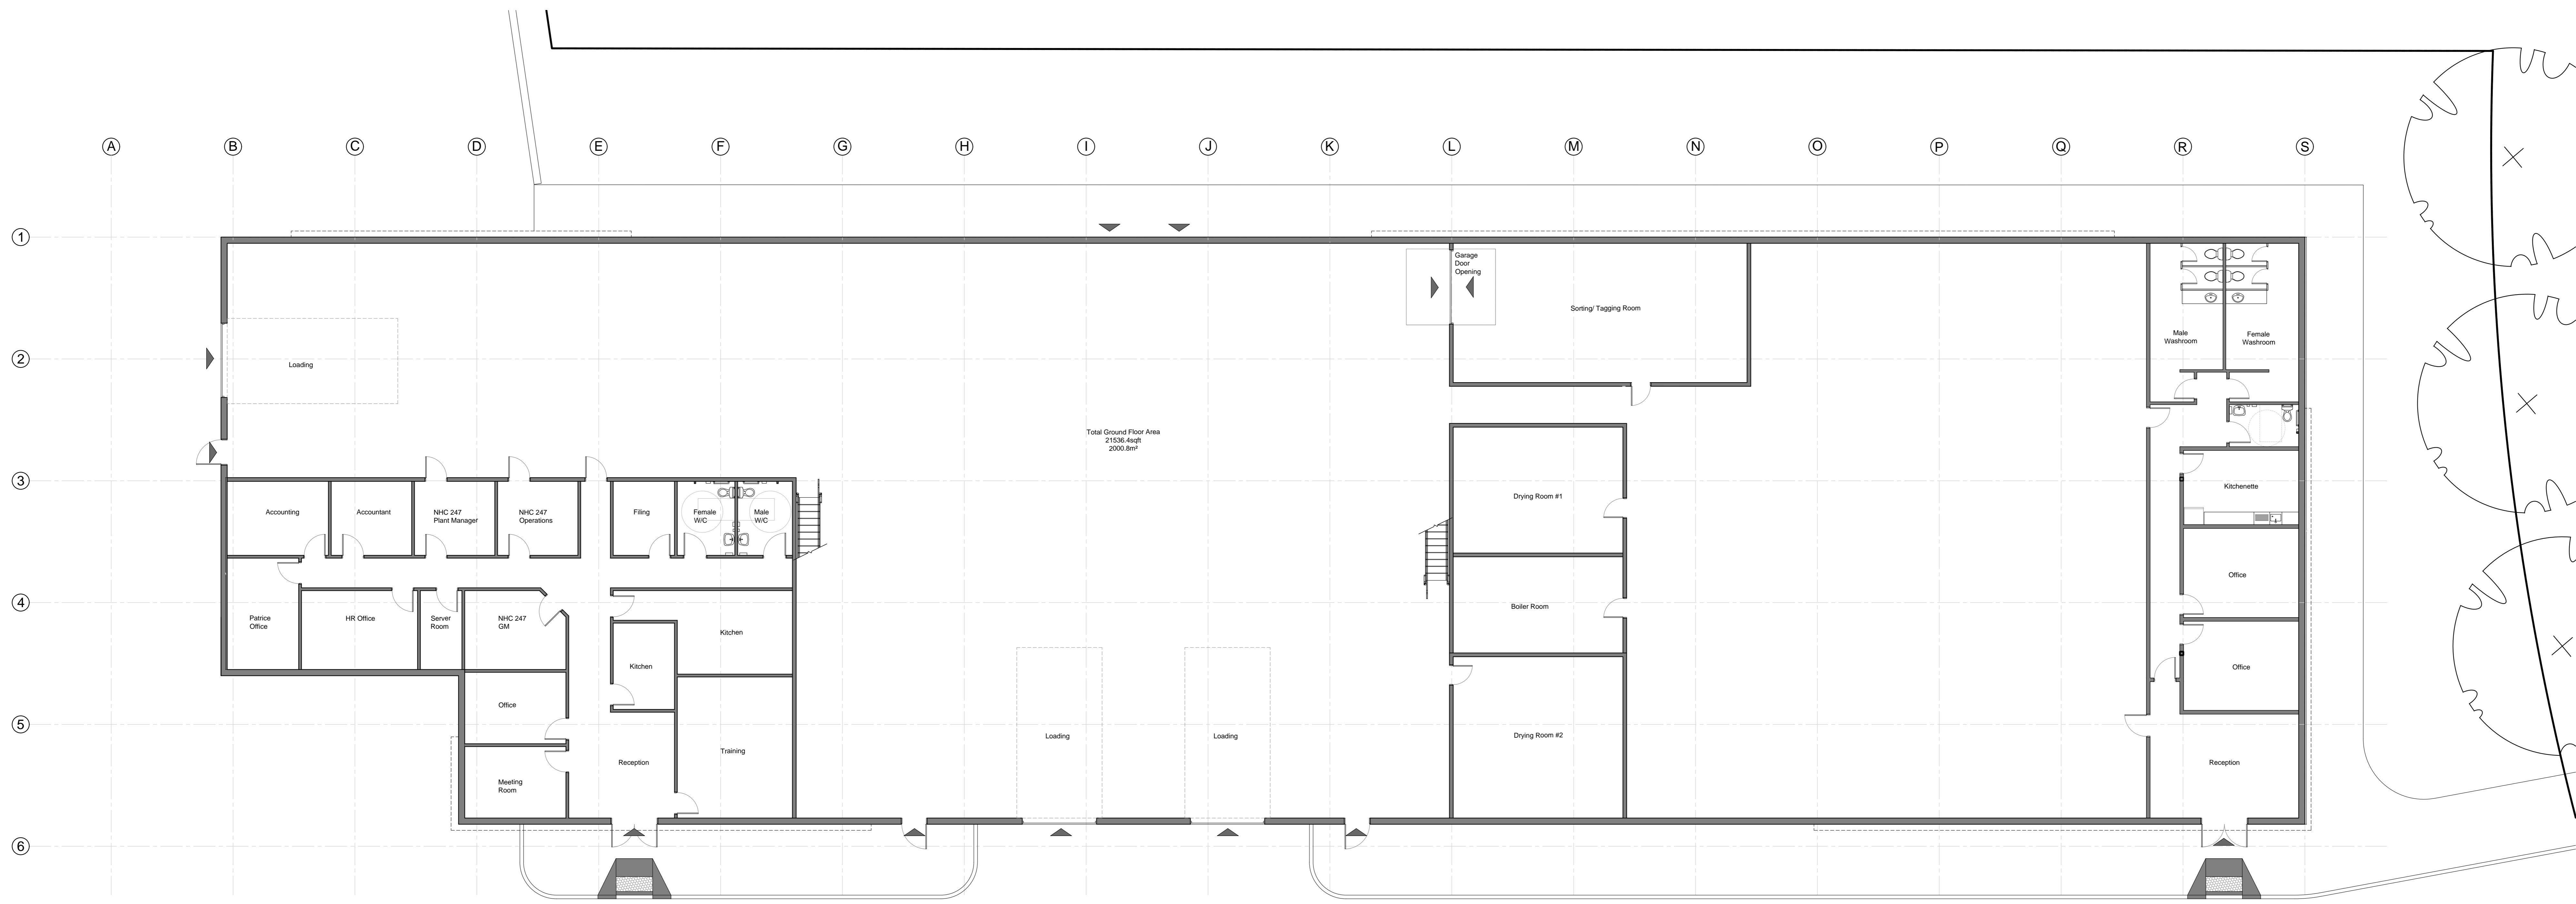 A B C D E F G H I J K L M N O P Q R S
1
Garage
Door
Opening
Sorting/ Tagging Room
Male
Washroom
Female
Washroom
2
Loading
Total Ground Floor Area
21536.4sqft
2000.8m²
3
Accounting
Accountant
NHC 247
Plant Manager
NHC 247
Operations
Filing
Female
W/C
Male
W/C
Drying Room #1
Kitchenette
Office
4
Patrice
Office
HR Office
Server
Room
NHC 247
GM
Kitchen
Kitchen
Boiler Room
Office
5
Office
Meeting
Room
Reception
Training
Loading
Loading
Drying Room #2
Reception
6